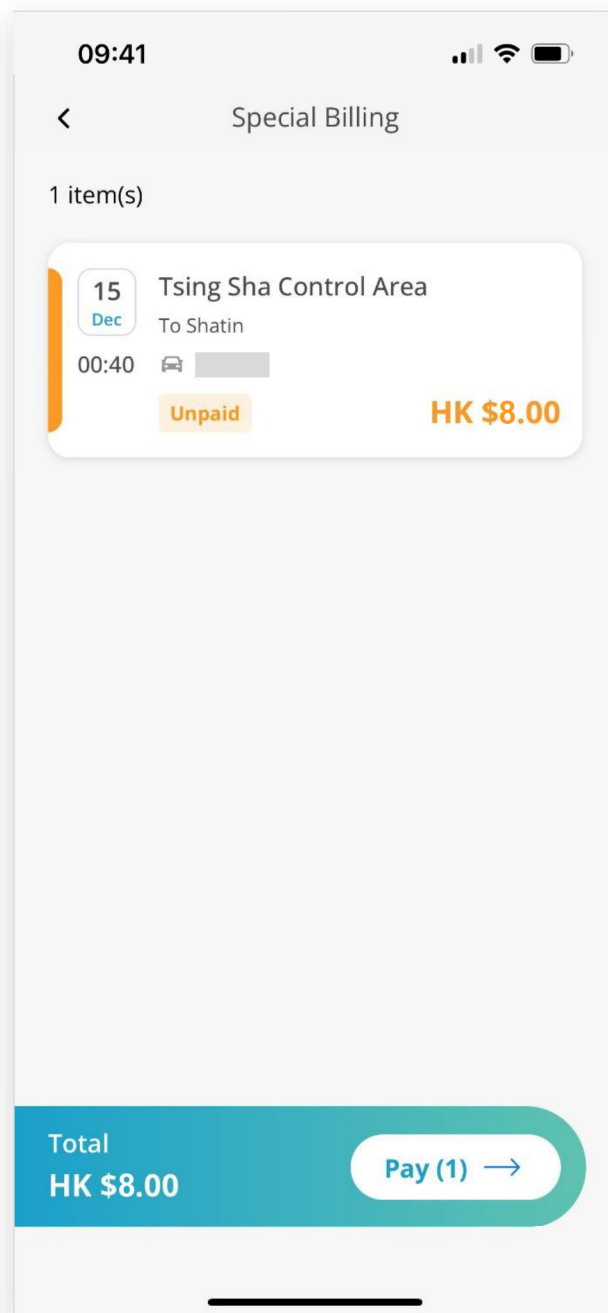 09:41
Special Billing
1 item(s)
15
Dec
Tsing Sha Control Area
To Shatin
00:40
Unpaid
HK $8.00
Total
HK $8.00
Pay (1) →